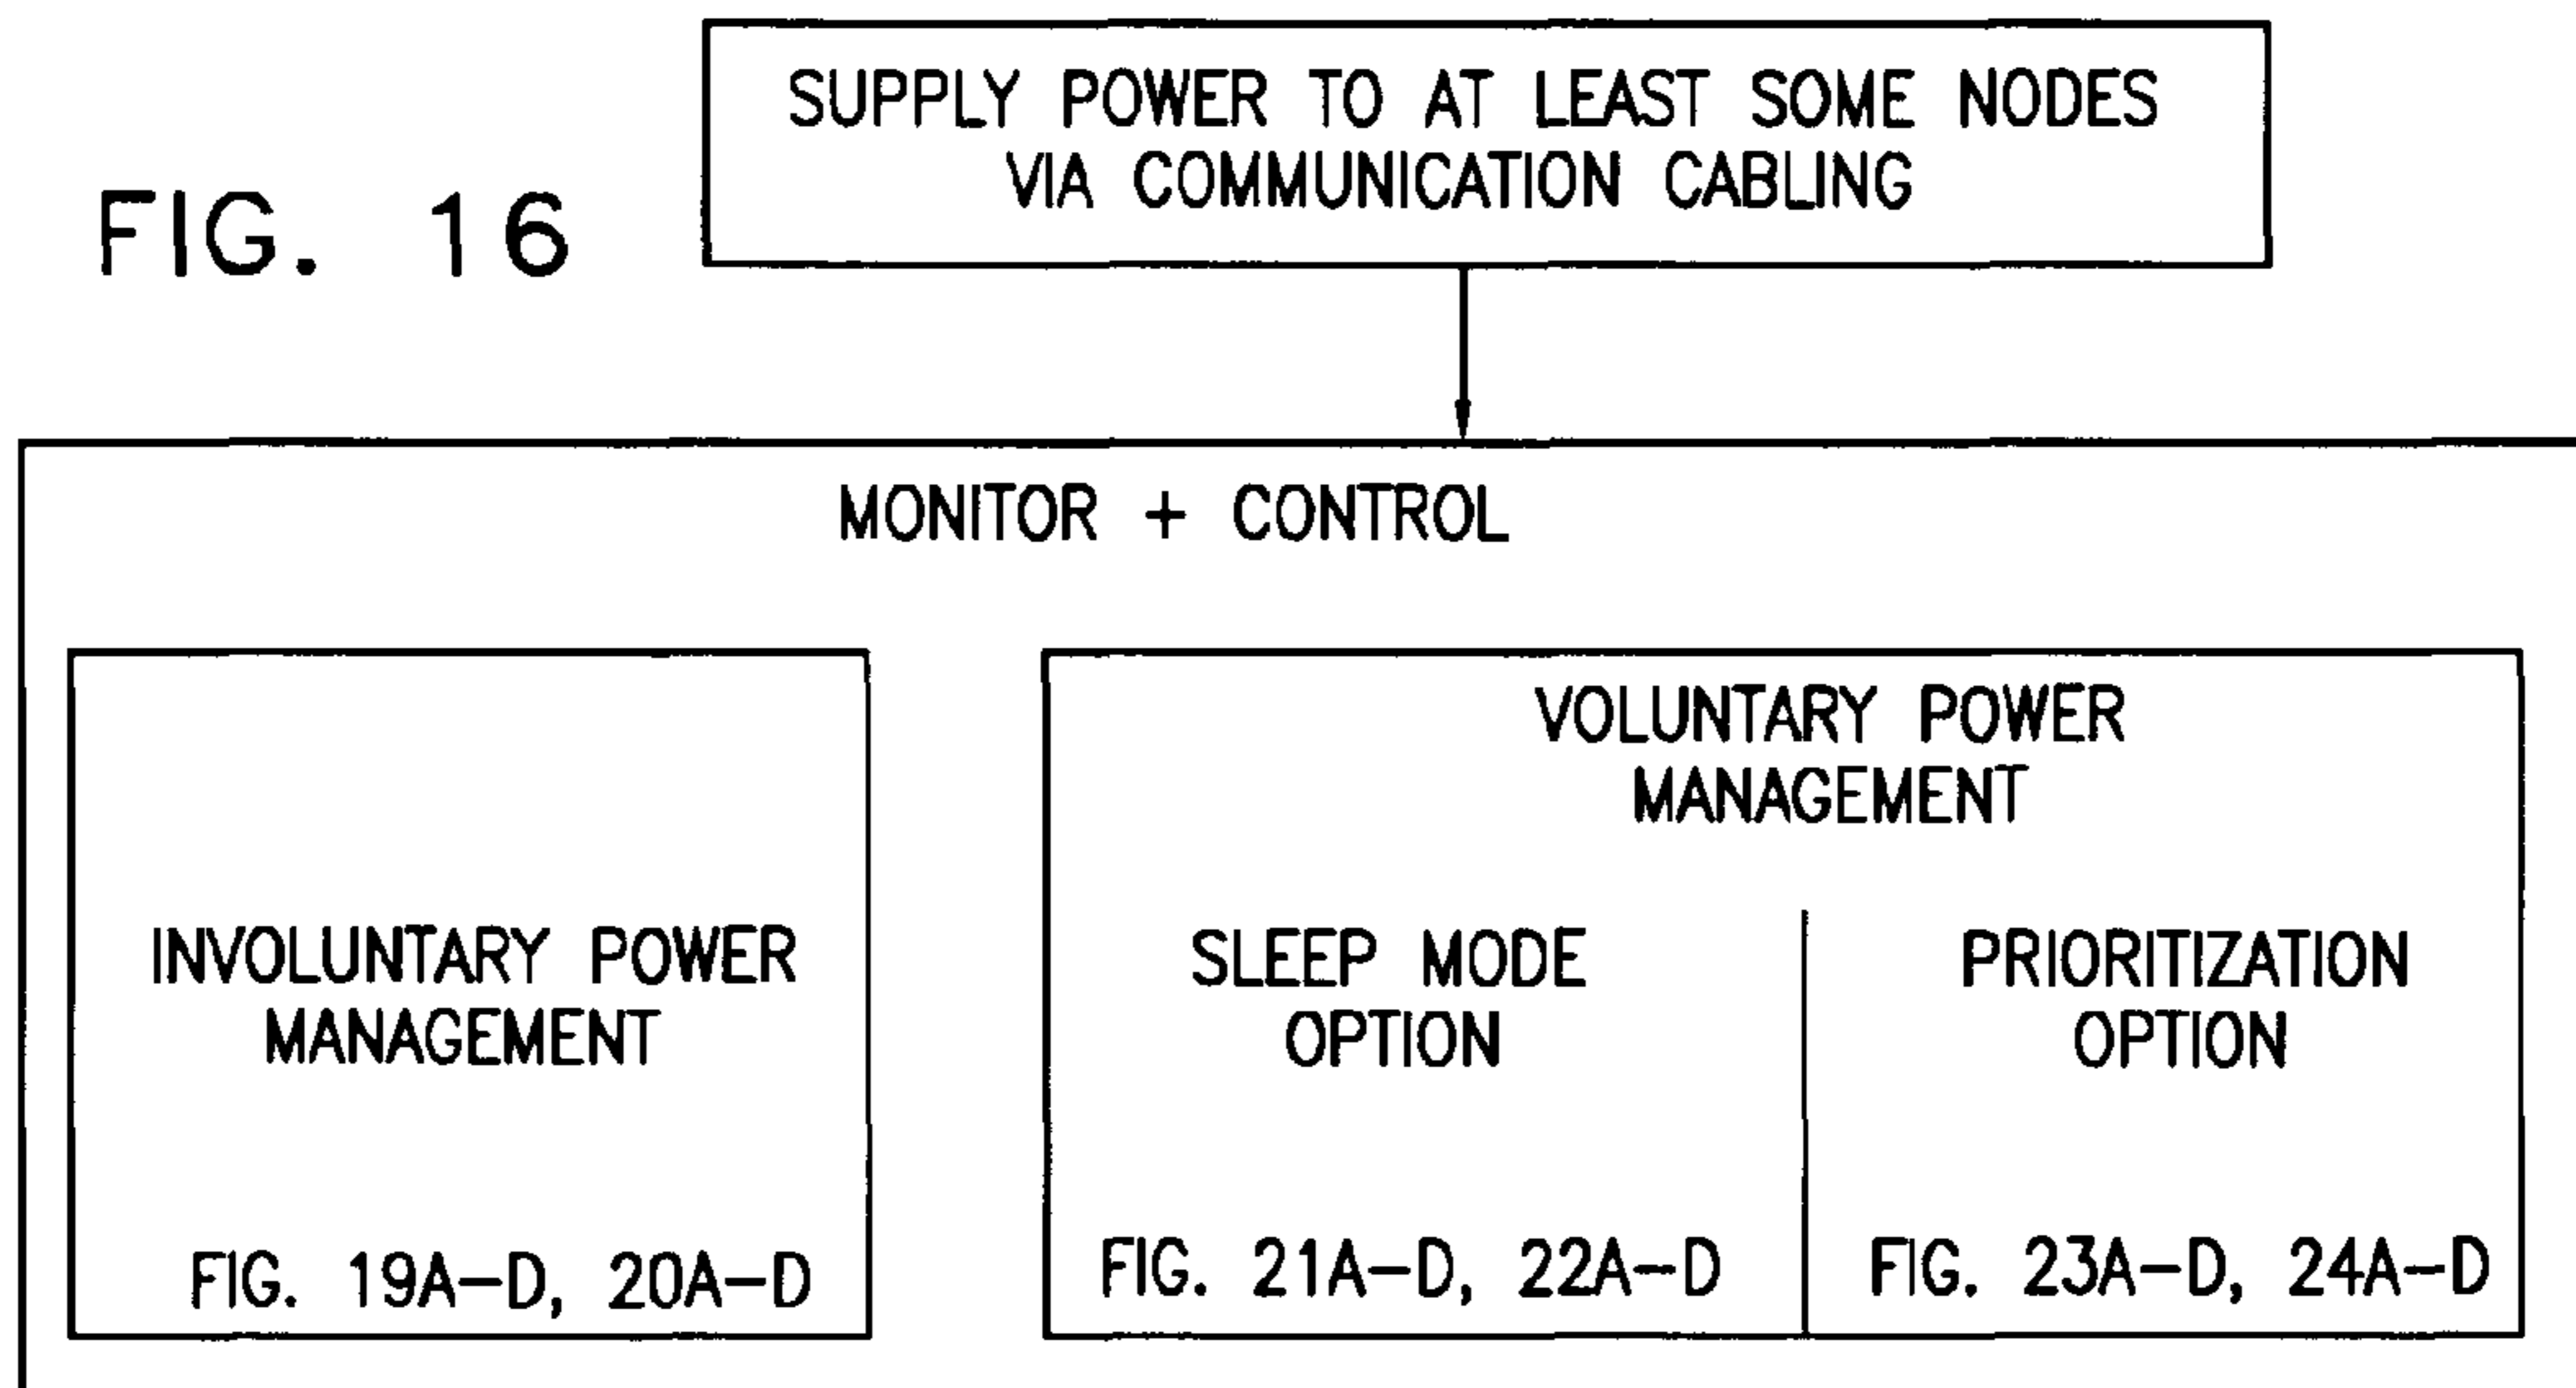 FIG. 16
SUPPLY POWER TO AT LEAST SOME NODES
VIA COMMUNICATION CABLING
MONITOR + CONTROL
INVOLUNTARY POWER
MANAGEMENT
FIG. 19A-D, 20A-D
VOLUNTARY POWER
MANAGEMENT
SLEEP MODE
OPTION
FIG. 21A-D, 22A-D
PRIORITIZATION
OPTION
FIG. 23A-D, 24A-D